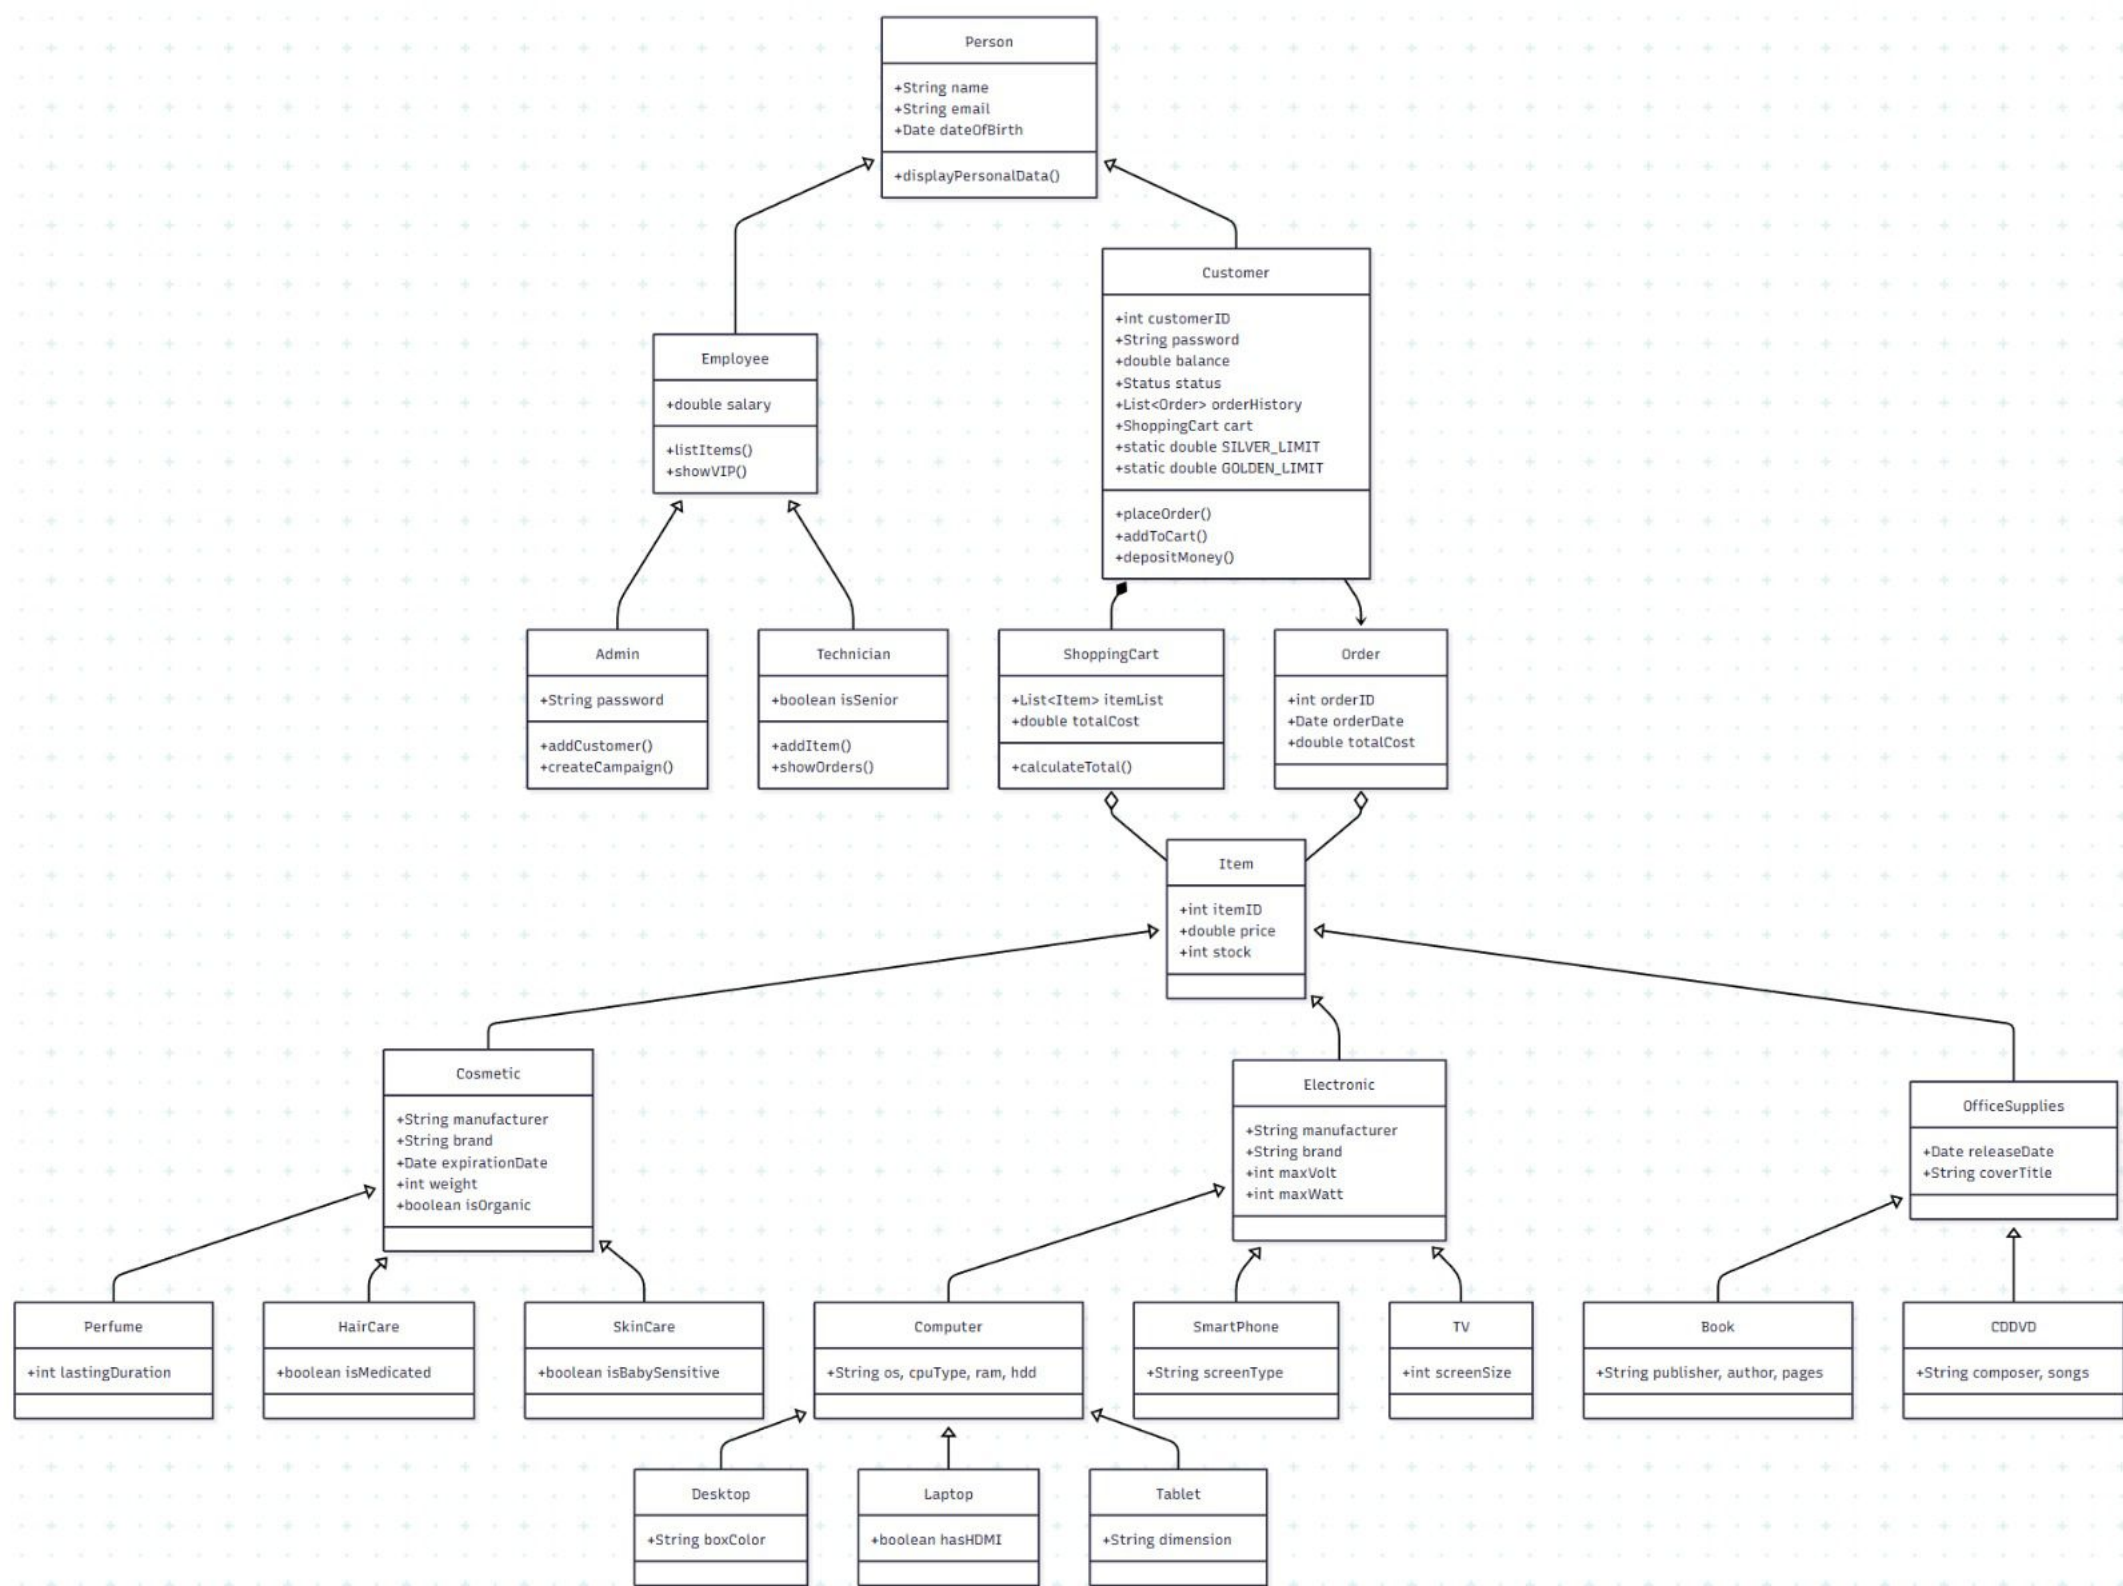 Person
+String name
+String email
+Date dateOfBirth
+displayPersonalData()
Customer
+int customerID
+String password
+double balance
+Status status
+List<Order> orderHistory
+ShoppingCart cart
+static double SILVER_LIMIT
+static double GOLDEN_LIMIT
+placeOrder()
+addToCart()
+depositMoney()
Employee
+double salary
+listItems()
+showVIP()
Admin
+String password
+addCustomer()
+createCampaign()
Technician
+boolean isSenior
+addItem()
+showOrders()
ShoppingCart
+List<Item> itemList
+double totalCost
+calculateTotal()
Order
+int orderID
+Date orderDate
+double totalCost
Item
+int itemID
+double price
+int stock
Cosmetic
+String manufacturer
+String brand
+Date expirationDate
+int weight
+boolean isOrganic
Electronic
+String manufacturer
+String brand
+int maxVolt
+int maxWatt
OfficeSupplies
+Date releaseDate
+String coverTitle
Perfume
+int lastingDuration
HairCare
+boolean isMedicated
SkinCare
+boolean isBabySensitive
Computer
+String os, cpuType, ram, hdd
SmartPhone
+String screenType
TV
+int screenSize
Book
+String publisher, author, pages
CDDVD
+String composer, songs
Desktop
+String boxColor
Laptop
+boolean hasHDMI
Tablet
+String dimension